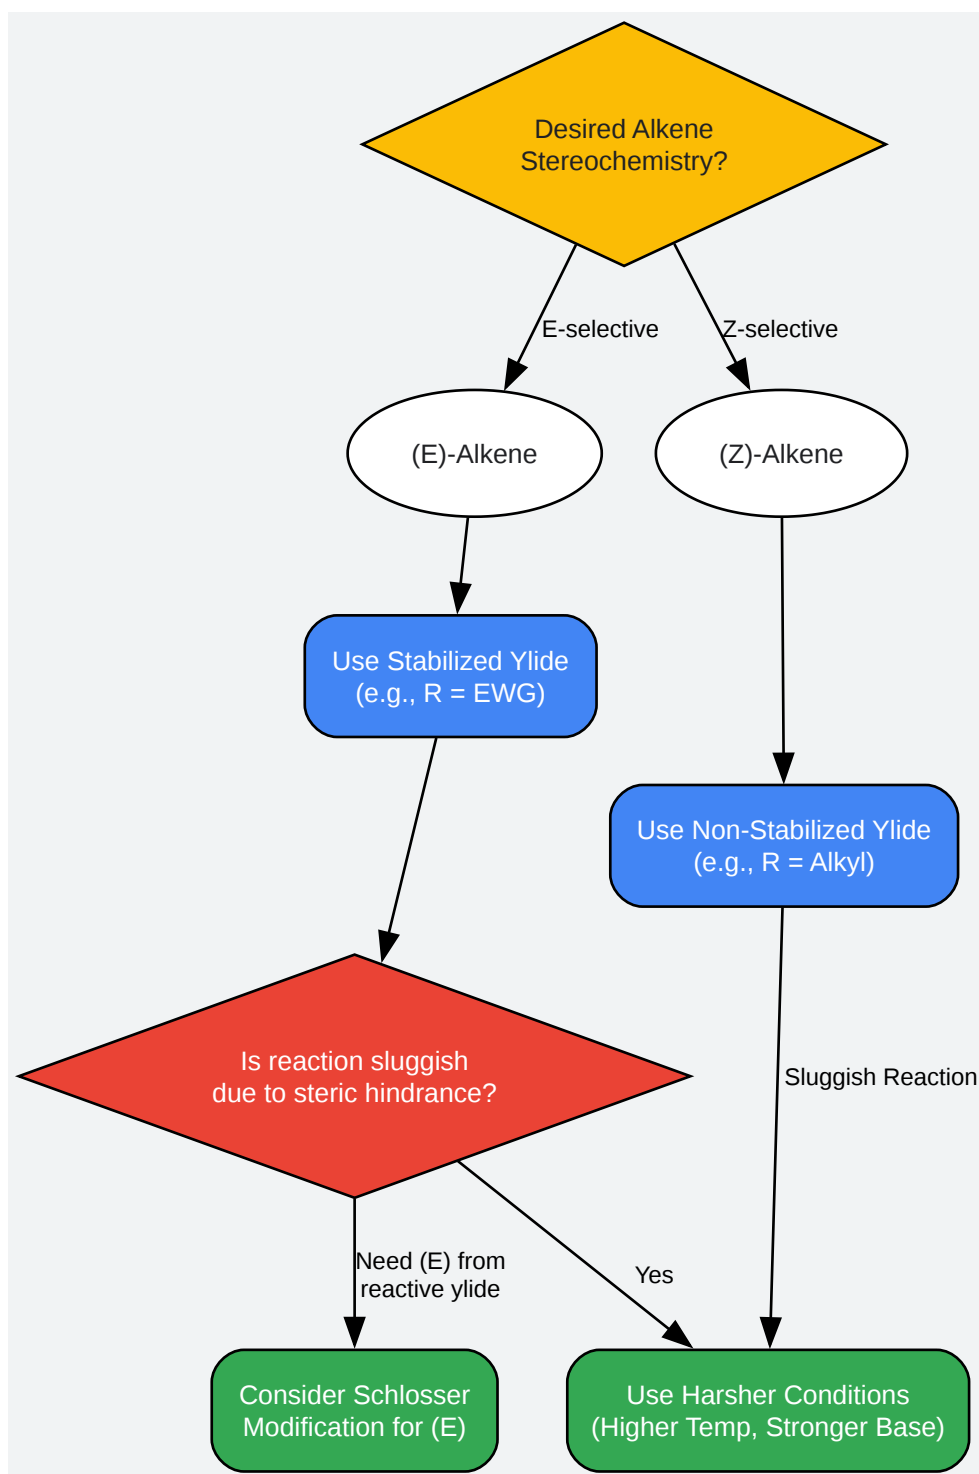 Desired Alkene
Stereochemistry?
E-selective
Z-selective
(E)-Alkene
(Z)-Alkene
Use Stabilized Ylide
(e.g., R = EWG)
Use Non-Stabilized Ylide
(e.g., R = Alkyl)
Is reaction sluggish
due to steric hindrance?
Sluggish Reaction
Need (E) from
reactive ylide
Yes
Consider Schlosser
Modification for (E)
Use Harsher Conditions
(Higher Temp, Stronger Base)